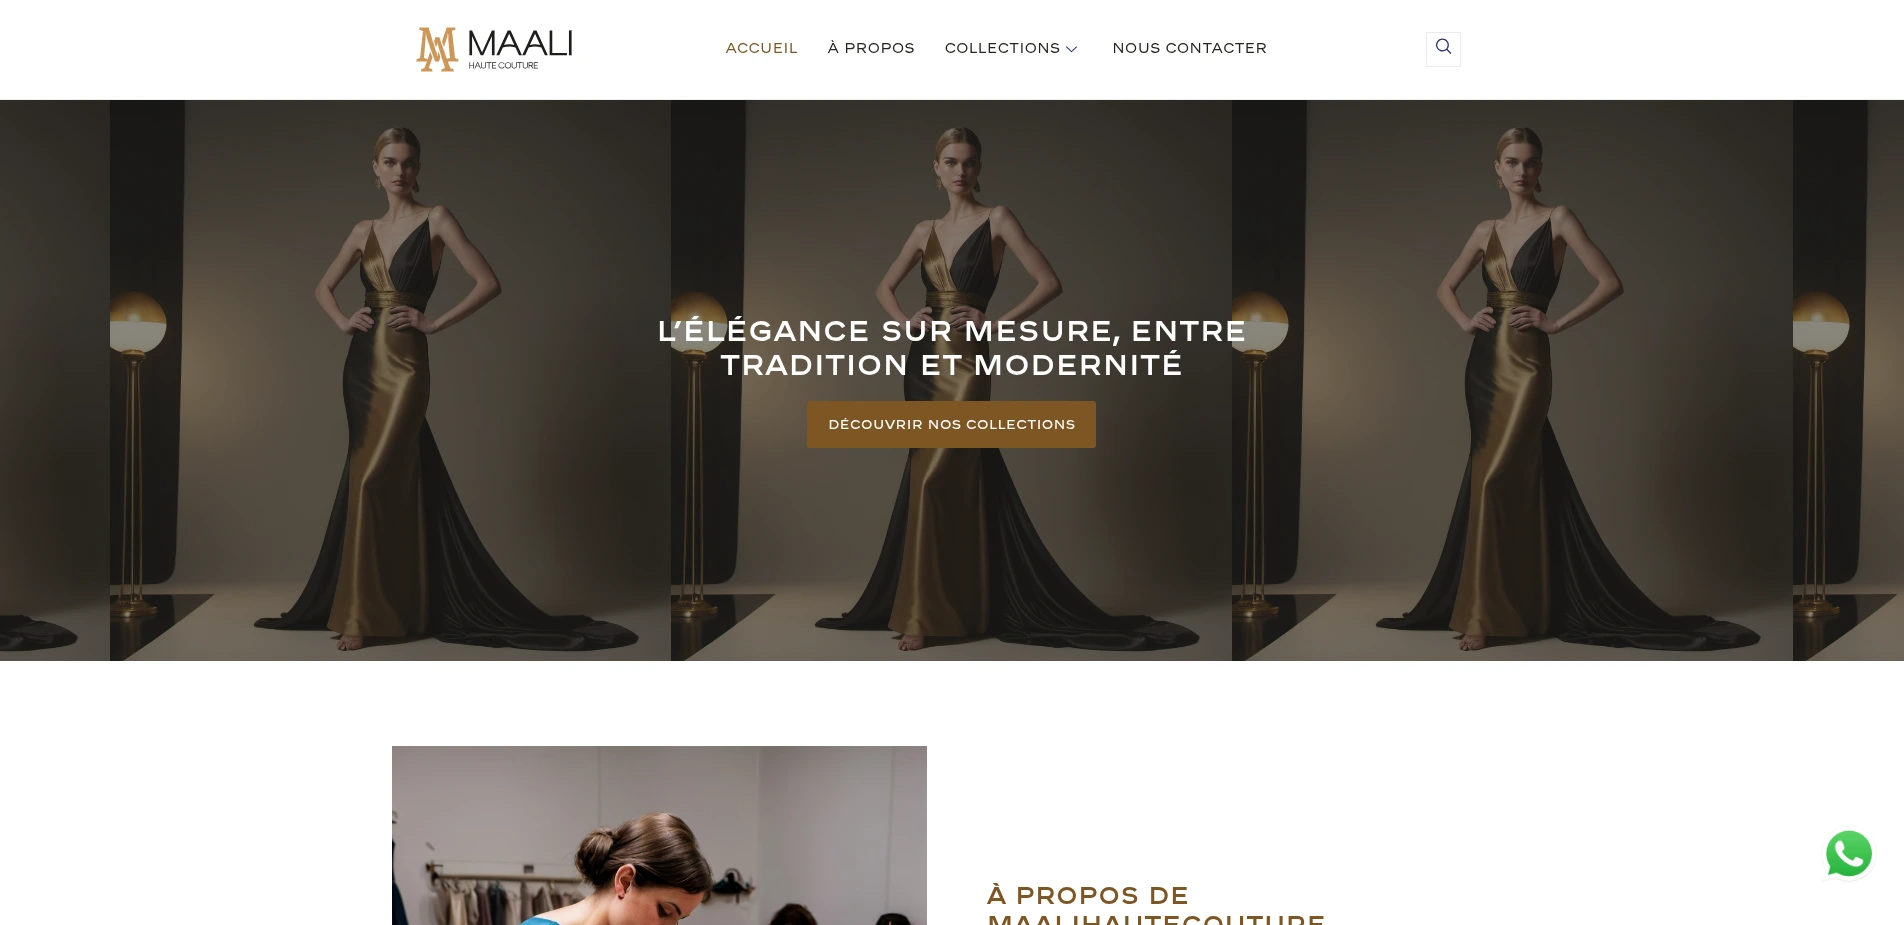 MAALI
HAUTE COUTURE
ACCUEIL
À PROPOS
COLLECTIONS
NOUS CONTACTER
L’ÉLÉGANCE SUR MESURE, ENTRE
TRADITION ET MODERNITÉ
DÉCOUVRIR NOS COLLECTIONS
À PROPOS DE
MAALIHAUTECOUTURE